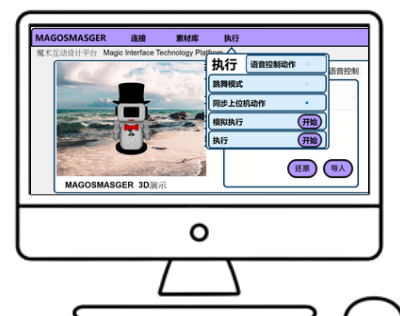 MAGOSMASGER 连接 素材库 执行
魔术互动设计平台 Magic Interface Technology Platfrom
执行 语音控制动作
语音控制
跳舞模式
同步上位机动作
模拟执行 开始
执行 开始
还原 导入
MAGOSMASGER 3D演示